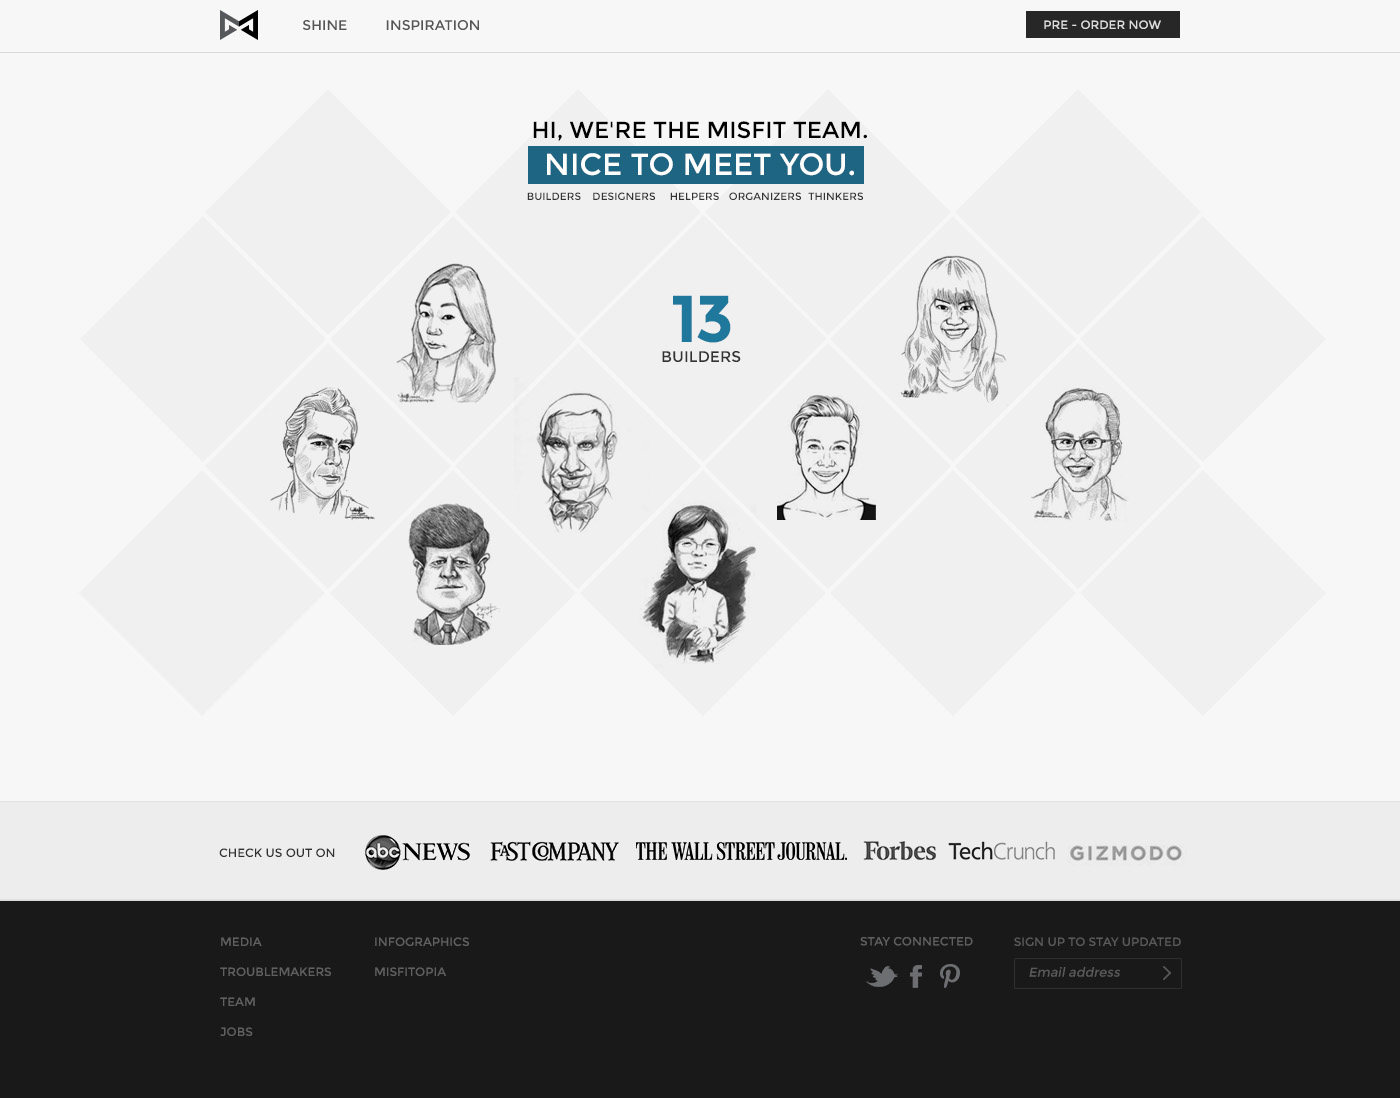 SHINE INSPIRATION PRE - ORDER NOW
HI, WE'RE THE MISFIT TEAM.
NICE TO MEET YOU.
BUILDERS DESIGNERS HELPERS ORGANIZERS THINKERS
13
BUILDERS
CHECK US OUT ON abc NEWS FAST COMPANY THE WALL STREET JOURNAL. Forbes TechCrunch GIZMODO
MEDIA INFOGRAPHICS STAY CONNECTED SIGN UP TO STAY UPDATED
TROUBLEMAKERS MISFITOPIA Email address
TEAM
JOBS